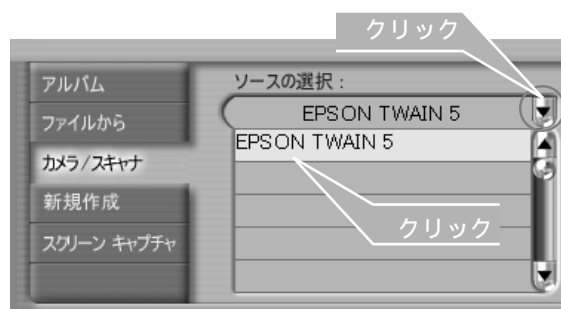 クリック
アルバム
ファイルから
カメラ/スキャナ
新規作成
スクリーン キャプチャ
ソースの選択:
EPSON TWAIN 5
EPSON TWAIN 5
クリック